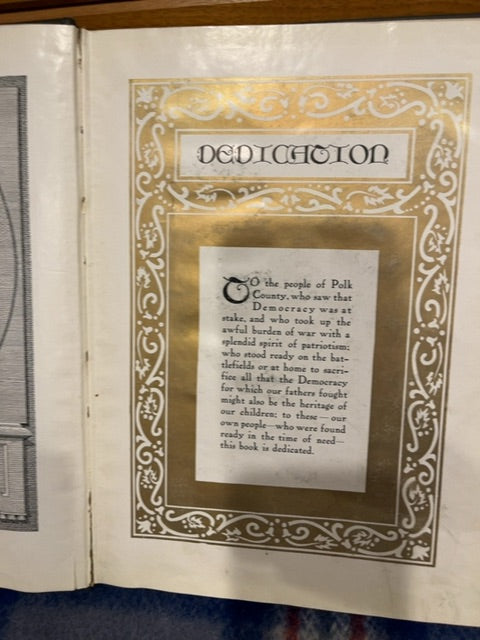 DEDICATION
TO the people of Polk
County, who saw that
Democracy was at
stake, and who took up the
awful burden of war with a
splendid spirit of patriotism;
who stood ready on the bat-
tlefields or at home to sacri-
fice all that the Democracy
for which our fathers fought
might also be the heritage of
our children; to these—our
own people—who were found
ready in the time of need—
this book is dedicated.